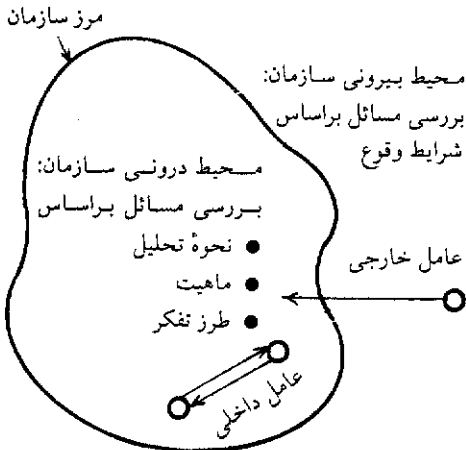 مرز سازمان
محیط بیرونی سازمان:
بررسی مسائل براساس
شرایط وقوع
محیط درونی سازمان:
بررسی مسائل براساس
● نحوهٔ تحلیل
● ماهیت
● طرز تفکر
عامل خارجی
عامل داخلی